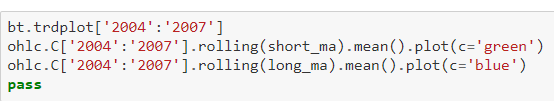 bt.trdplot['2004':'2007']
ohlc.C['2004':'2007'].rolling(short_ma).mean().plot(c='green')
ohlc.C['2004':'2007'].rolling(long_ma).mean().plot(c='blue')
pass